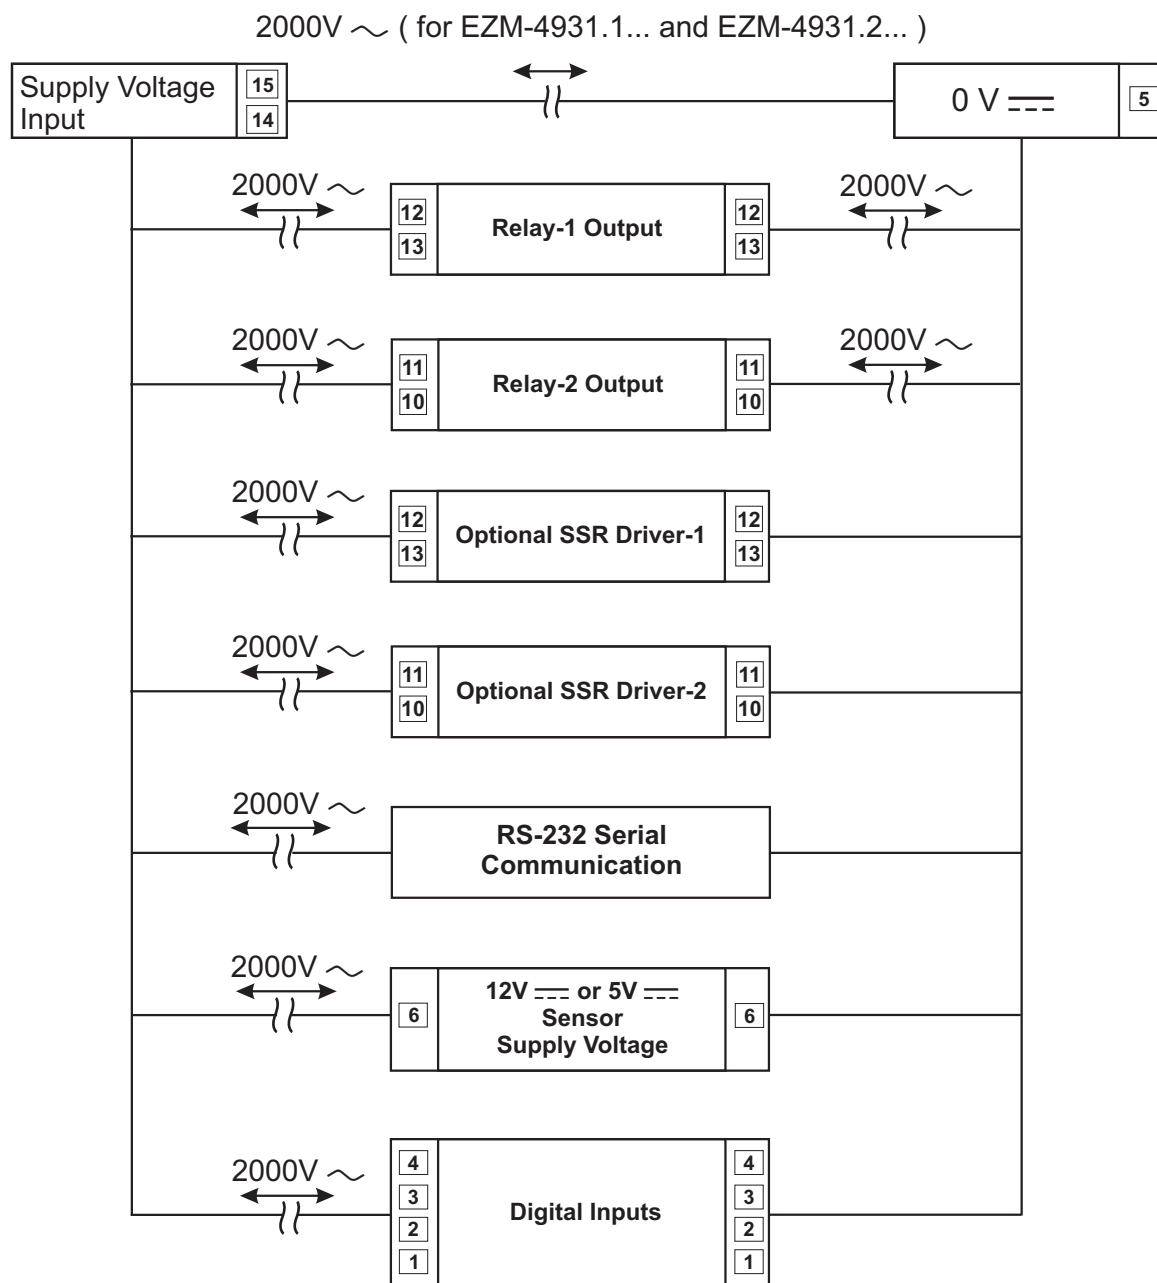 2000V ~ ( for EZM-4931.1... and EZM-4931.2... )
Supply Voltage
Input
15
14
0 V
5
2000V ~
2000V ~
12
13
Relay-1 Output
12
13
2000V ~
2000V ~
11
10
Relay-2 Output
11
10
2000V ~
12
13
Optional SSR Driver-1
12
13
2000V ~
11
10
Optional SSR Driver-2
11
10
2000V ~
RS-232 Serial
Communication
2000V ~
6
12V or 5V
Sensor
Supply Voltage
6
2000V ~
4
3
2
1
Digital Inputs
4
3
2
1